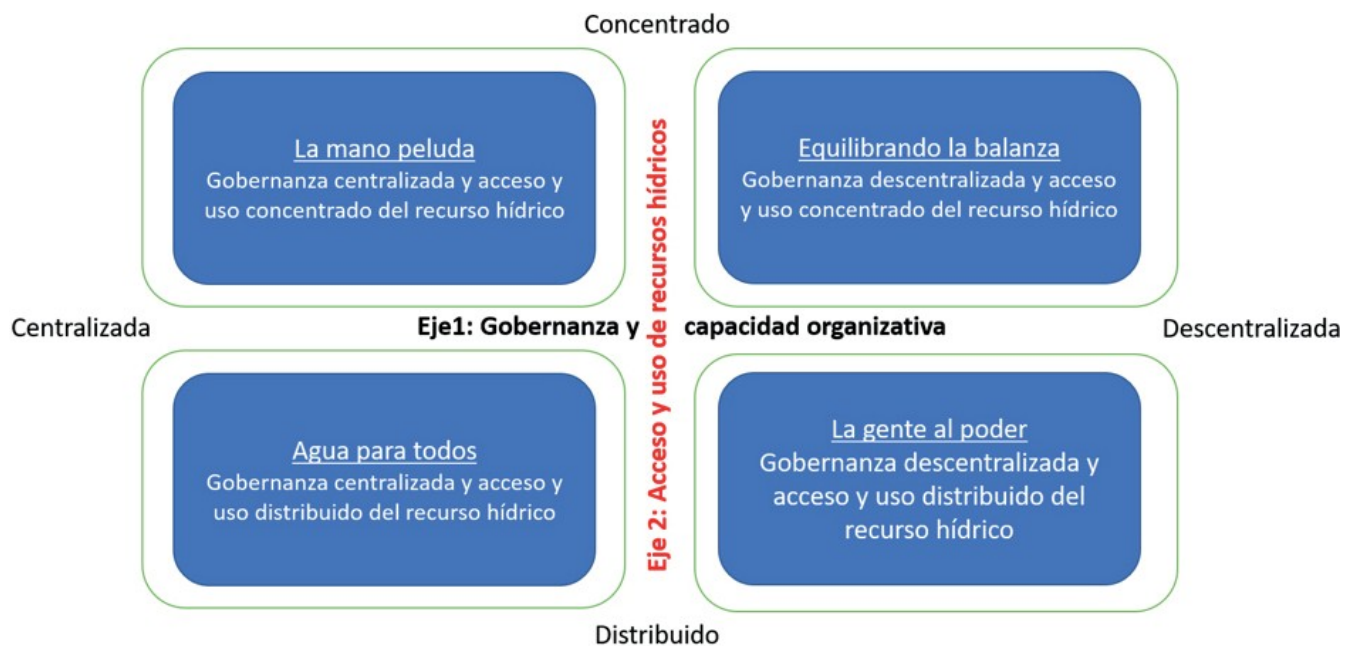 Concentrado
La mano peluda
Gobernanza centralizada y acceso y
uso concentrado del recurso hídrico
Equilibrando la balanza
Gobernanza descentralizada y acceso
y uso concentrado del recurso hídrico
Centralizada
Eje1: Gobernanza y capacidad organizativa
Descentralizada
Eje 2: Acceso y uso de recursos hídricos
Agua para todos
Gobernanza centralizada y acceso y
uso distribuido del recurso hídrico
La gente al poder
Gobernanza descentralizada y
acceso y uso distribuido del
recurso hídrico
Distribuido